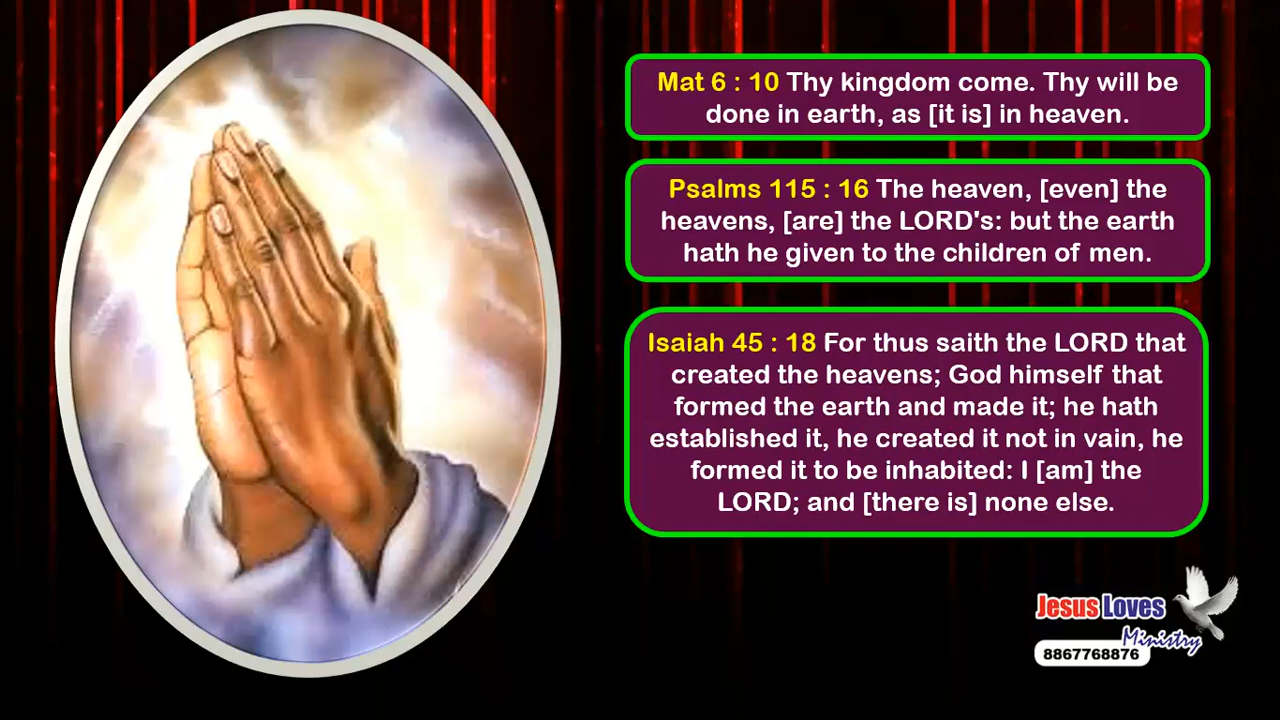 Mat 6 : 10 Thy kingdom come. Thy will be
done in earth, as [it is] in heaven.
Psalms 115 : 16 The heaven, [even] the
heavens, [are] the LORD's: but the earth
hath he given to the children of men.
Isaiah 45 : 18 For thus saith the LORD that
created the heavens; God himself that
formed the earth and made it; he hath
established it, he created it not in vain, he
formed it to be inhabited: I [am] the
LORD; and [there is] none else.
Jesus Loves
Ministry
8867768876